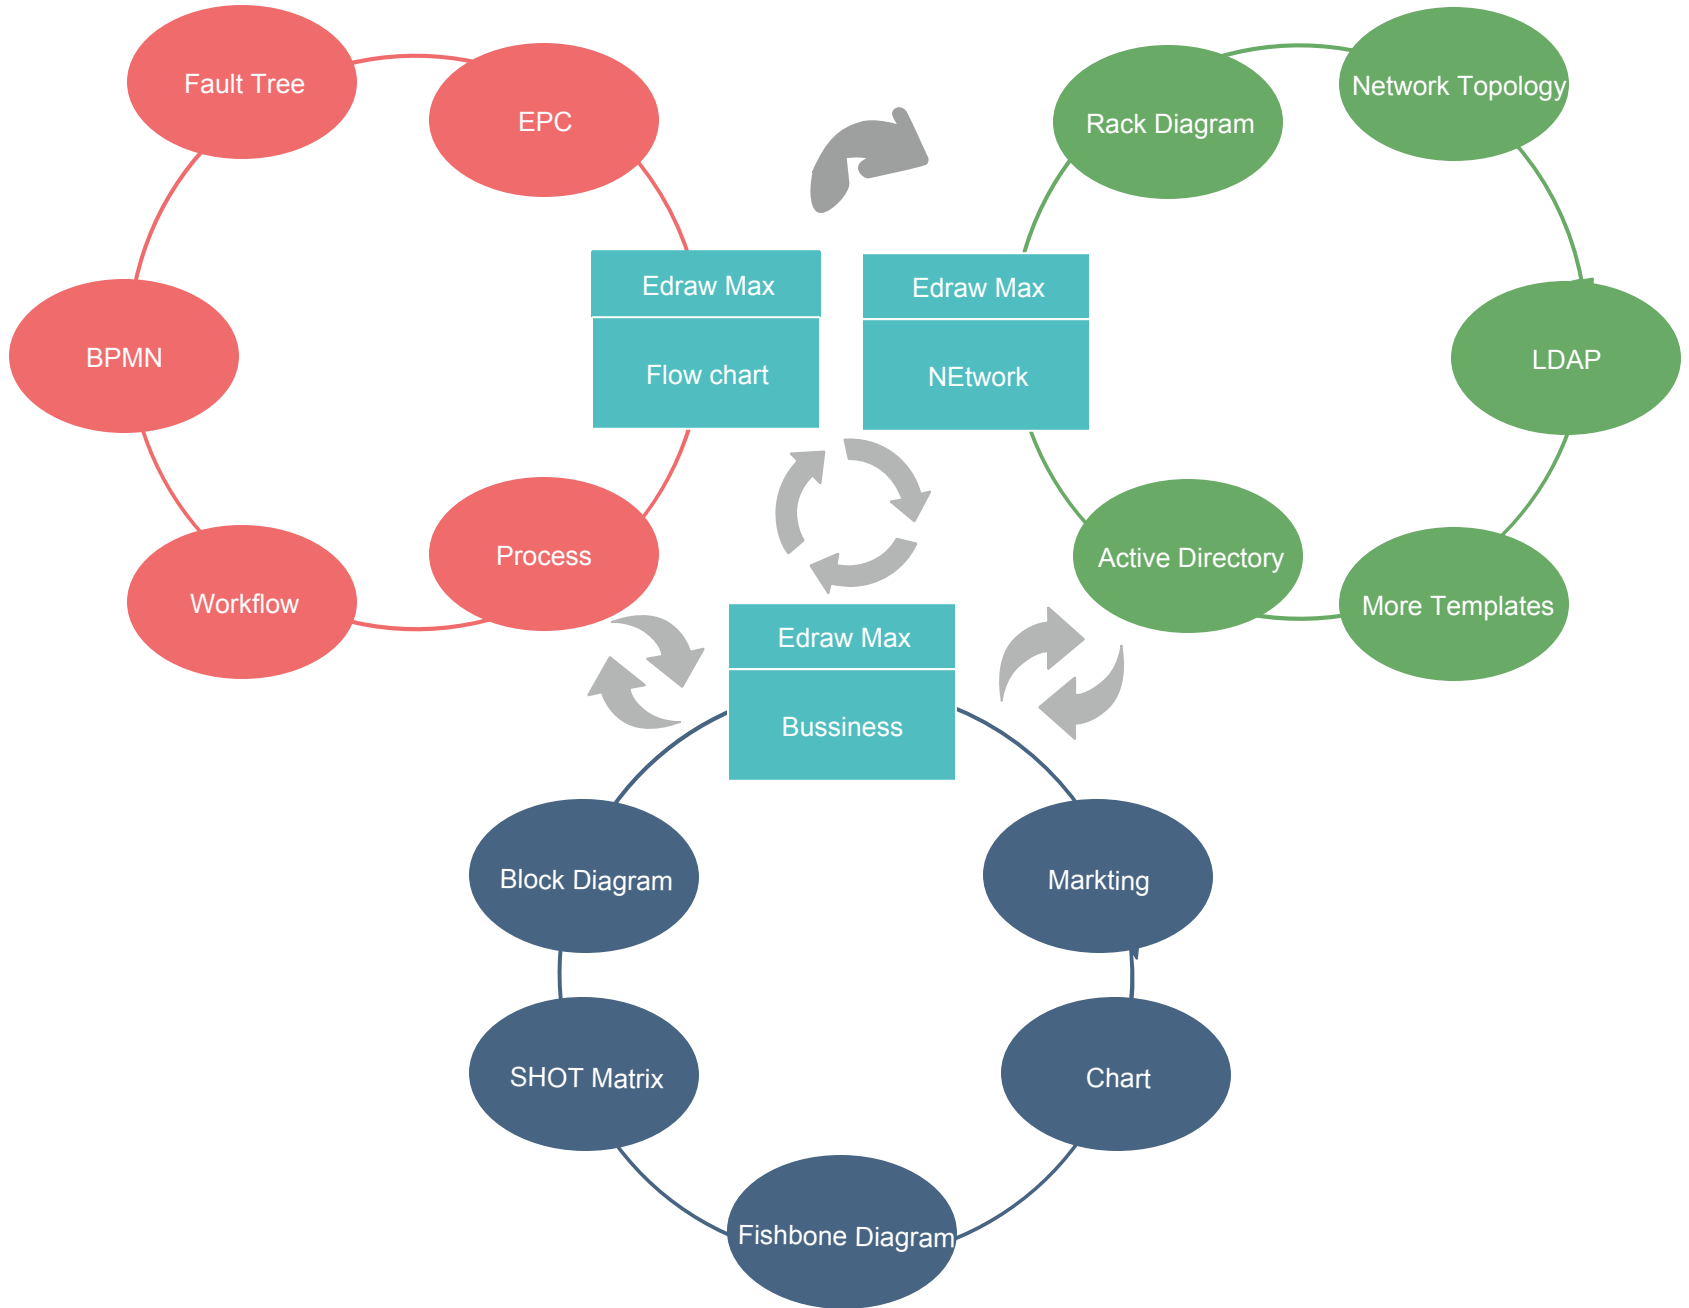 Fault Tree
EPC
Rack Diagram
Network Topology
Edraw Max
Flow chart
Edraw Max
NEtwork
BPMN
LDAP
Process
Workflow
Active Directory
More Templates
Edraw Max
Bussiness
Block Diagram
Markting
SHOT Matrix
Chart
Fishbone Diagram